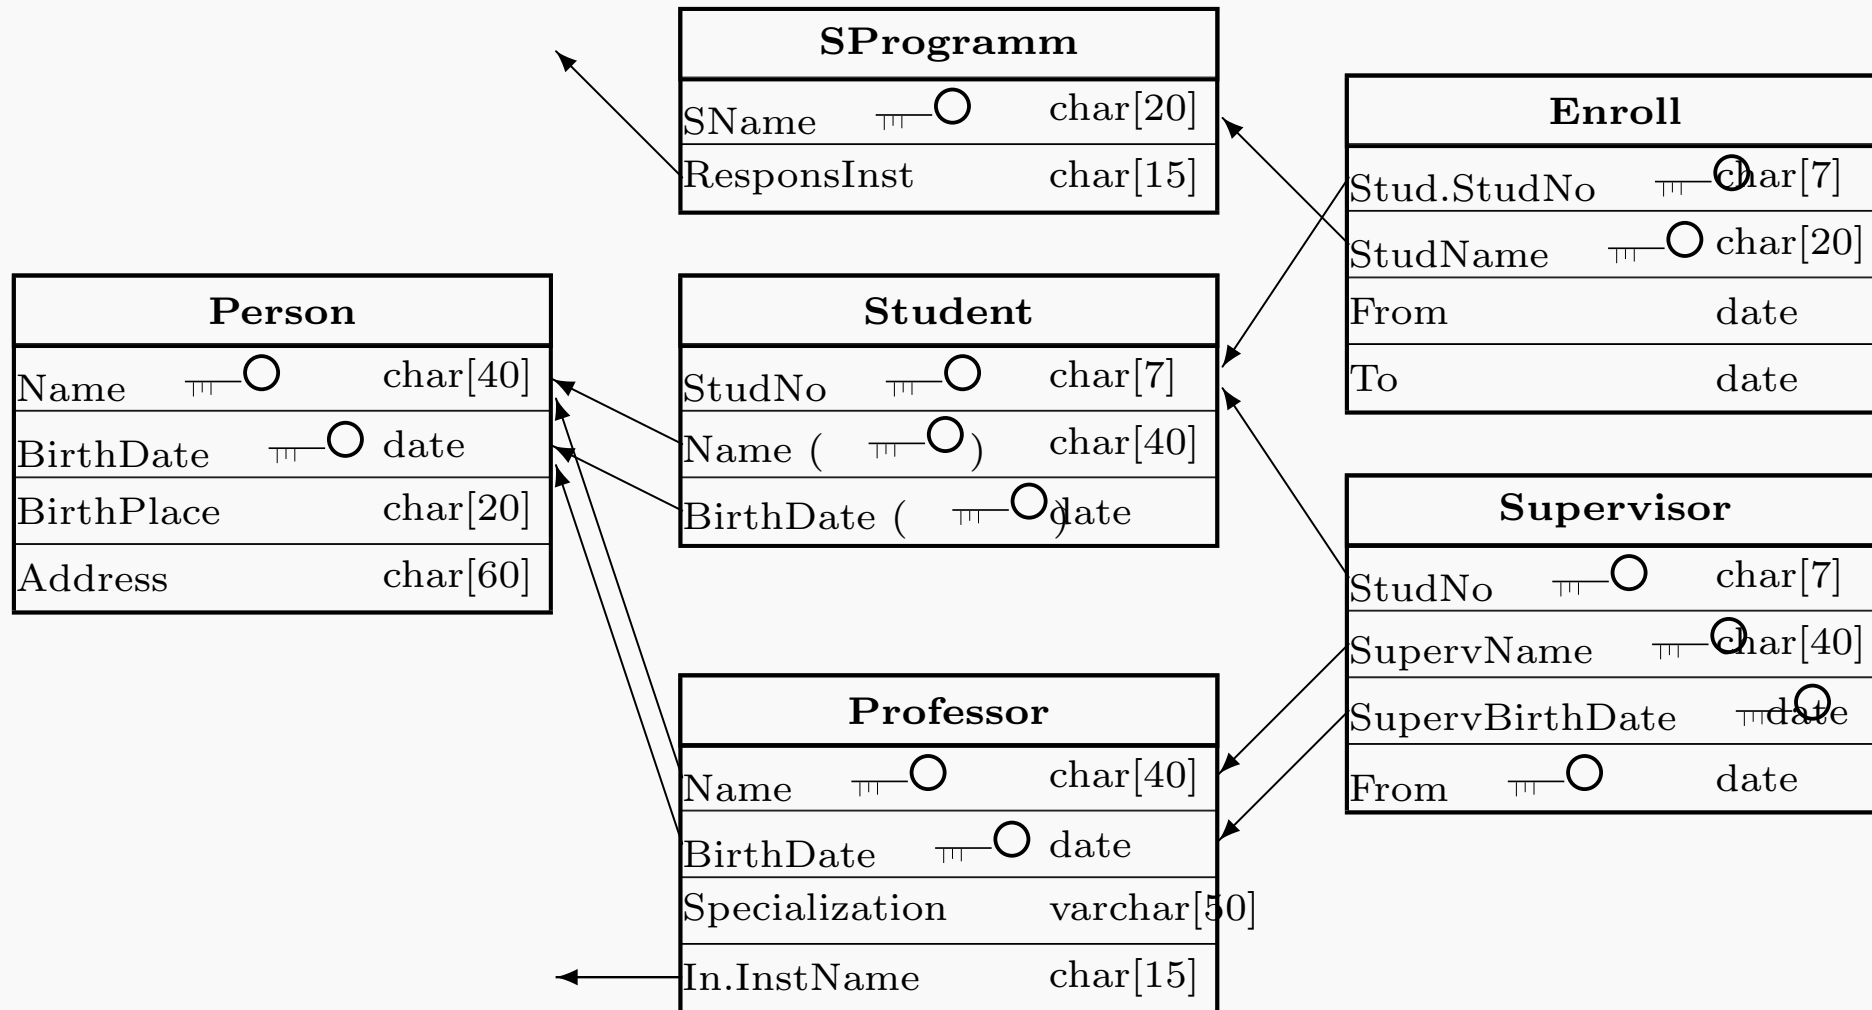 SProgramm
SName char[20]
ResponsInst char[15]
Enroll
Stud.StudNo char[7]
StudName char[20]
From date
To date
Person
Name char[40]
BirthDate date
BirthPlace char[20]
Address char[60]
Student
StudNo char[7]
Name ( ) char[40]
BirthDate ( ) date
Supervisor
StudNo char[7]
SupervName char[40]
SupervBirthDate date
From date
Professor
Name char[40]
BirthDate date
Specialization varchar[50]
In.InstName char[15]